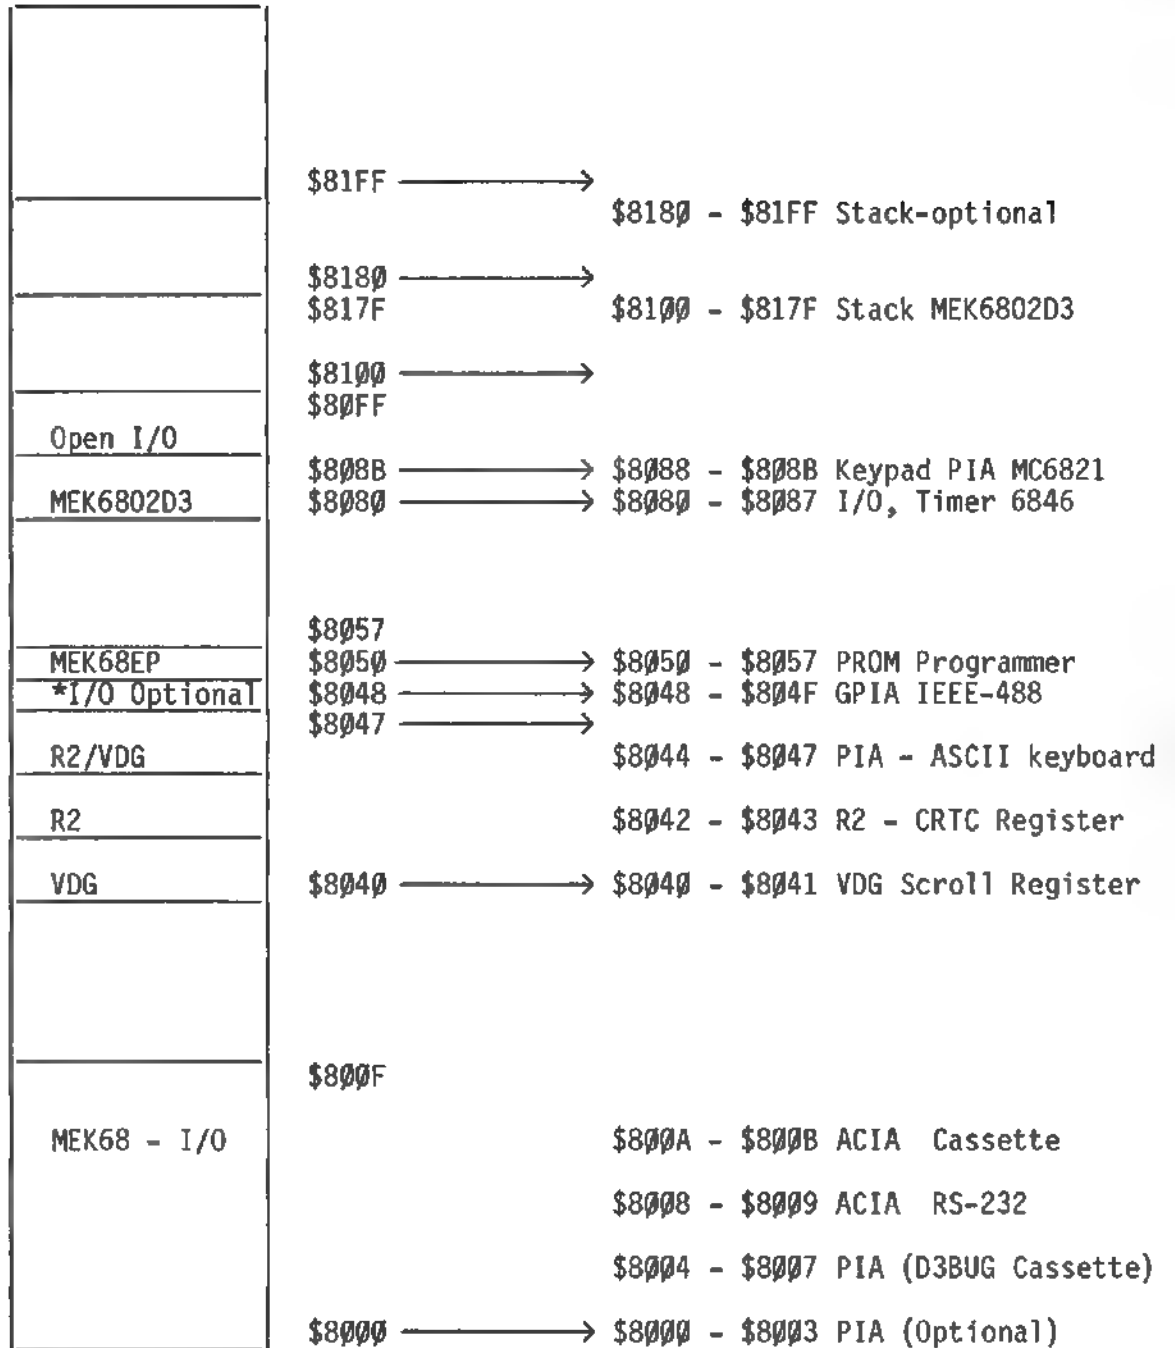 $81FF
$8180 - $81FF Stack-optional
$8180
$817F $8100 - $817F Stack MEK6802D3
$8100
$80FF
Open I/O
$808B $8088 - $808B Keypad PIA MC6821
MEK6802D3 $8080 $8080 - $8087 I/O, Timer 6846
$8057
MEK68EP $8050 $8050 - $8057 PROM Programmer
*I/O Optional $8048 $8048 - $804F GPIA IEEE-488
$8047
R2/VDG $8044 - $8047 PIA - ASCII keyboard
R2 $8042 - $8043 R2 - CRTC Register
VDG $8040 $8040 - $8041 VDG Scroll Register
$800F
MEK68 - I/O $800A - $800B ACIA Cassette
$8008 - $8009 ACIA RS-232
$8004 - $8007 PIA (D3BUG Cassette)
$8000 $8000 - $8003 PIA (Optional)